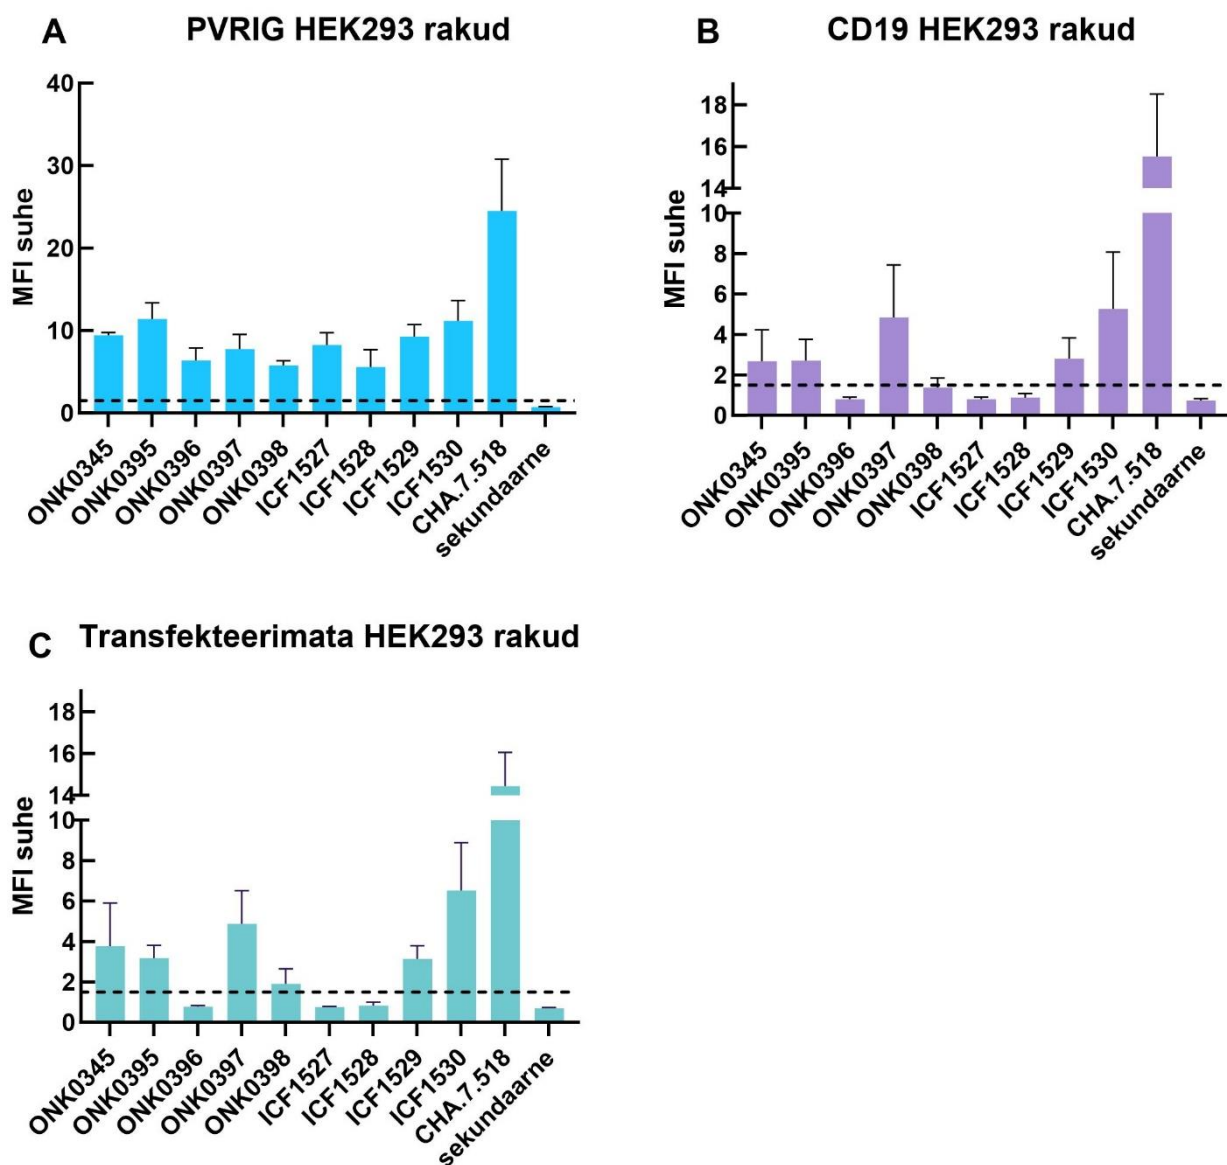 A
PVRIG HEK293 rakud
MFI suhe
40
30
20
10
0
ONK0345
ONK0395
ONK0396
ONK0397
ONK0398
ICF1527
ICF1528
ICF1529
ICF1530
CHA.7.518
sekundaarne
B
CD19 HEK293 rakud
MFI suhe
18
16
14
10
8
6
4
2
0
ONK0345
ONK0395
ONK0396
ONK0397
ONK0398
ICF1527
ICF1528
ICF1529
ICF1530
CHA.7.518
sekundaarne
C
Transfekteerimata HEK293 rakud
MFI suhe
18
16
14
10
8
6
4
2
0
ONK0345
ONK0395
ONK0396
ONK0397
ONK0398
ICF1527
ICF1528
ICF1529
ICF1530
CHA.7.518
sekundaarne